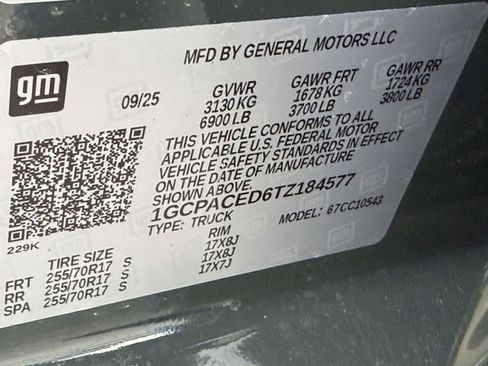 MFD BY GENERAL MOTORS LLC
gm
09/25 GVWR GAWR FRT GAWR RR
3130 KG 1678 KG 1724 KG
6900 LB 3700 LB 3800 LB
THIS VEHICLE CONFORMS TO ALL
APPLICABLE U.S. FEDERAL MOTOR
VEHICLE SAFETY STANDARDS IN EFFECT
ON THE DATE OF MANUFACTURE
SHOWN ABOVE.
1GCPACED6TZ184577
TYPE: TRUCK MODEL: 67CC10543
229K
TIRE SIZE RIM
FRT 255/70R17 S 17X8J
RR 255/70R17 S 17X8J
SPA 255/70R17 S 17X7J